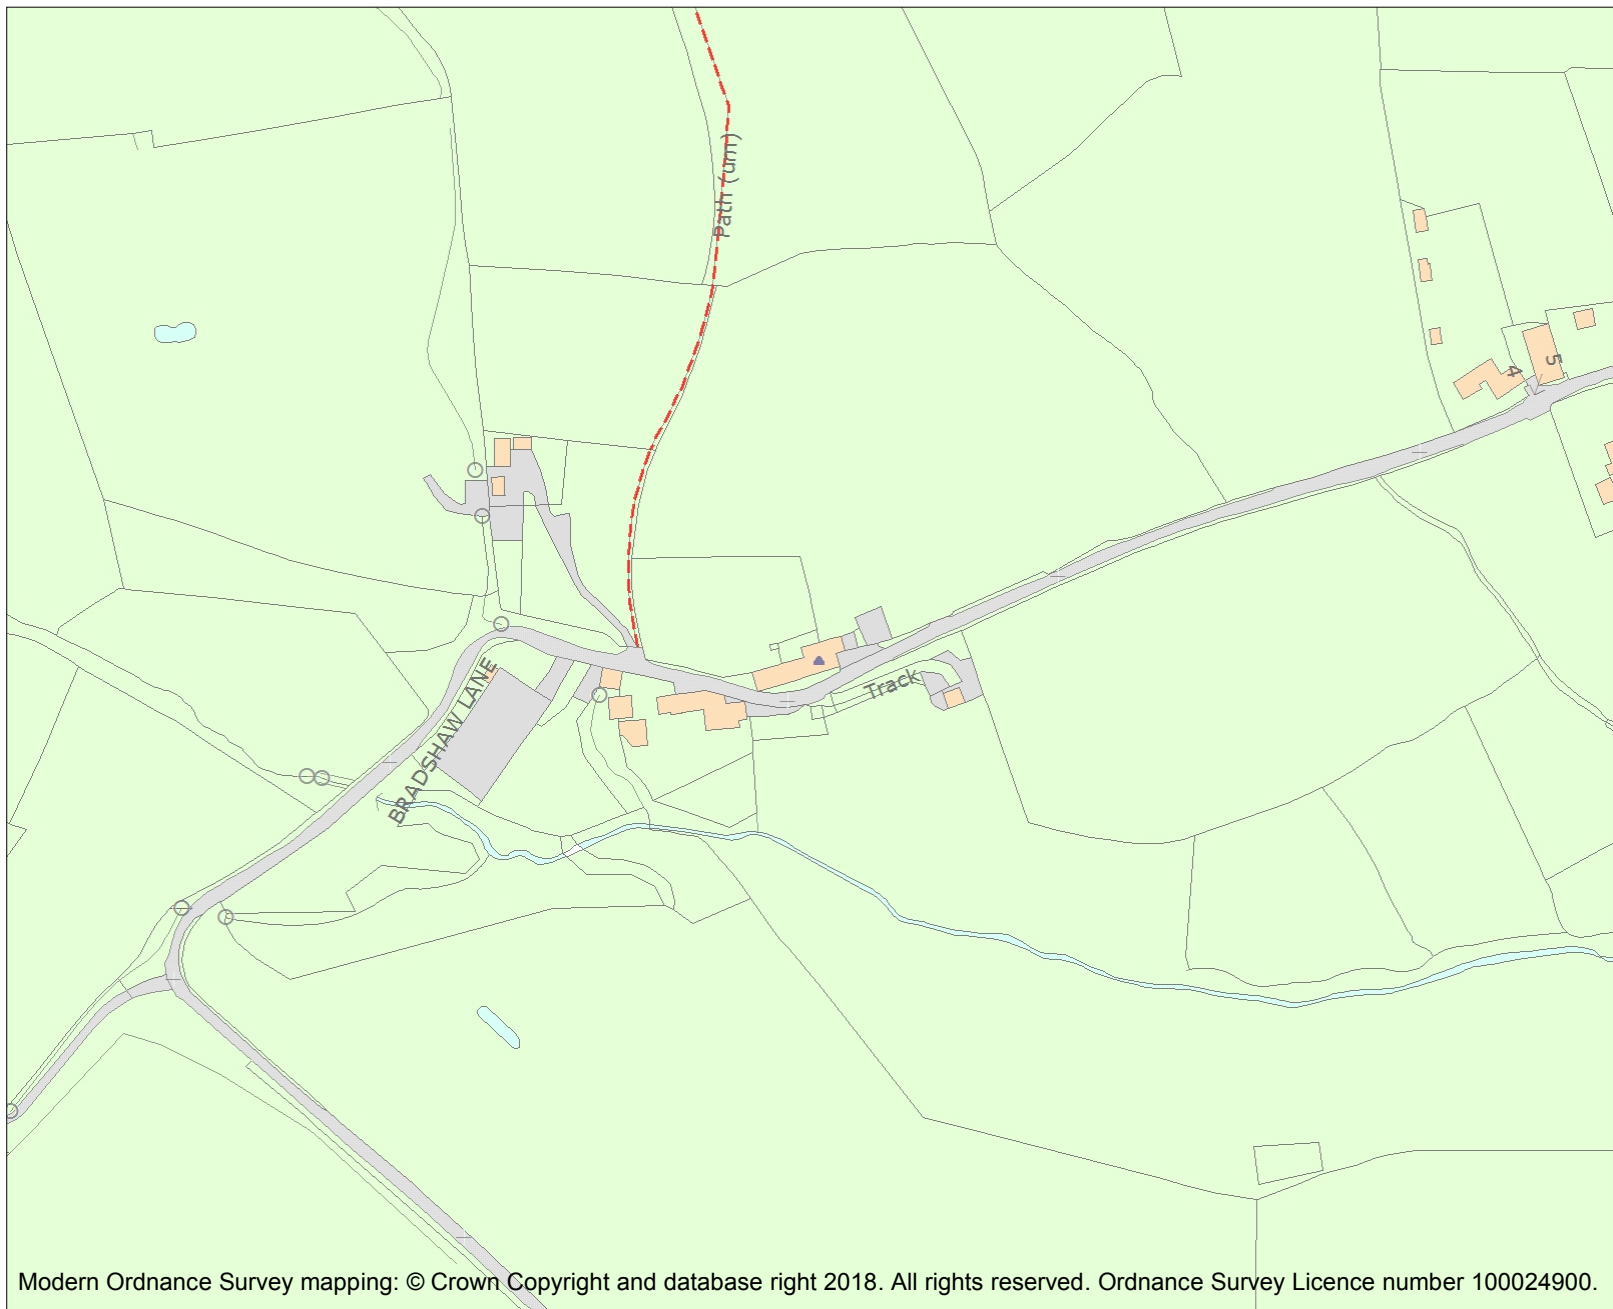 Path (um)
5
4
Track
BRADSHAW LANE
Modern Ordnance Survey mapping: © Crown Copyright and database right 2018. All rights reserved. Ordnance Survey Licence number 100024900.